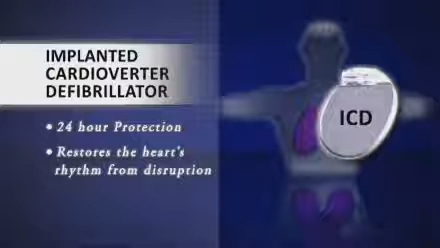 IMPLANTED
CARDIOVERTER
DEFIBRILLATOR
• 24 hour Protection
• Restores the heart's
rhythm from disruption
ICD